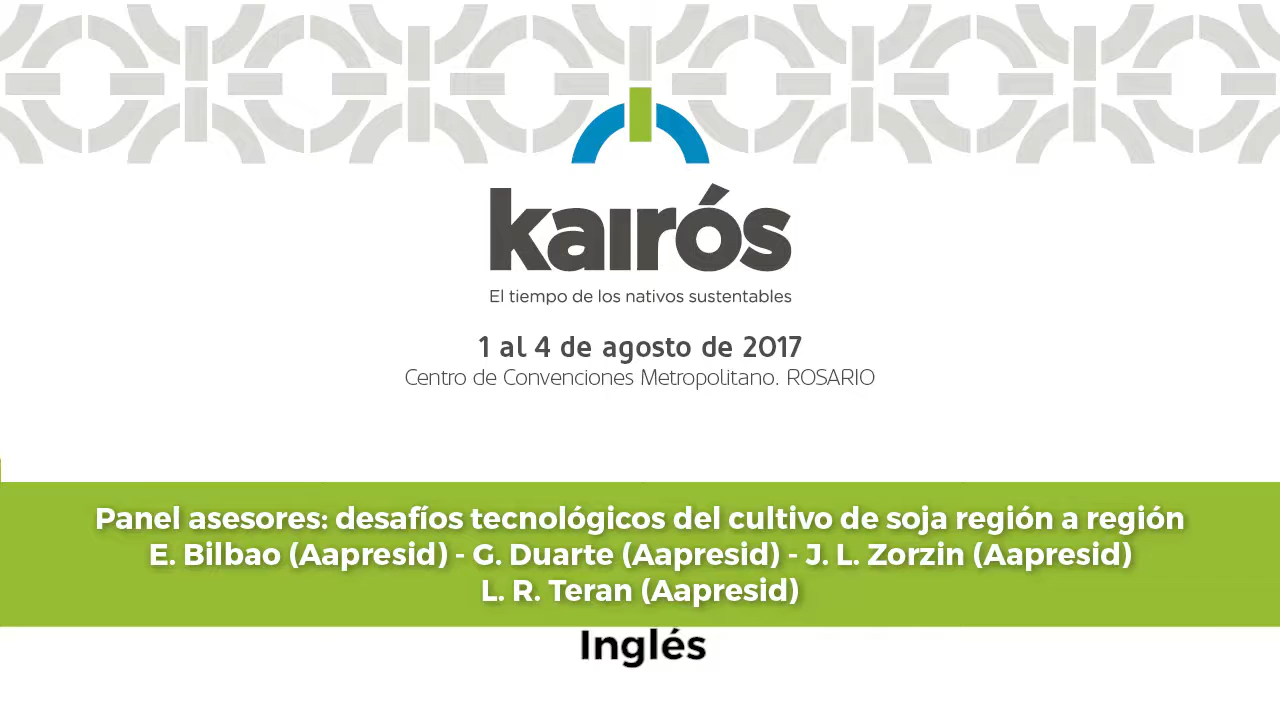 kairós
El tiempo de los nativos sustentables
1 al 4 de agosto de 2017
Centro de Convenciones Metropolitano. ROSARIO
Panel asesores: desafíos tecnológicos del cultivo de soja región a región
E. Bilbao (Aapresid) - G. Duarte (Aapresid) - J. L. Zorzin (Aapresid)
L. R. Teran (Aapresid)
Inglés